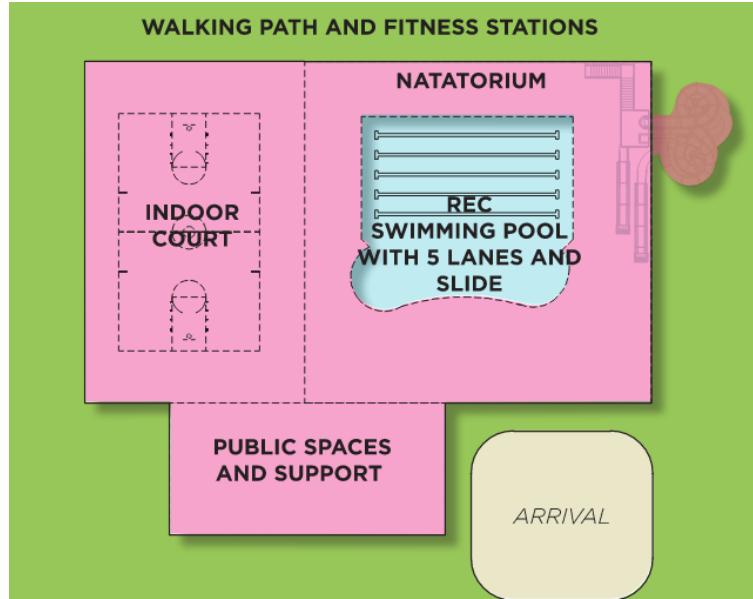 WALKING PATH AND FITNESS STATIONS
NATATORIUM
INDOOR
COURT
REC
SWIMMING POOL
WITH 5 LANES AND
SLIDE
PUBLIC SPACES
AND SUPPORT
ARRIVAL